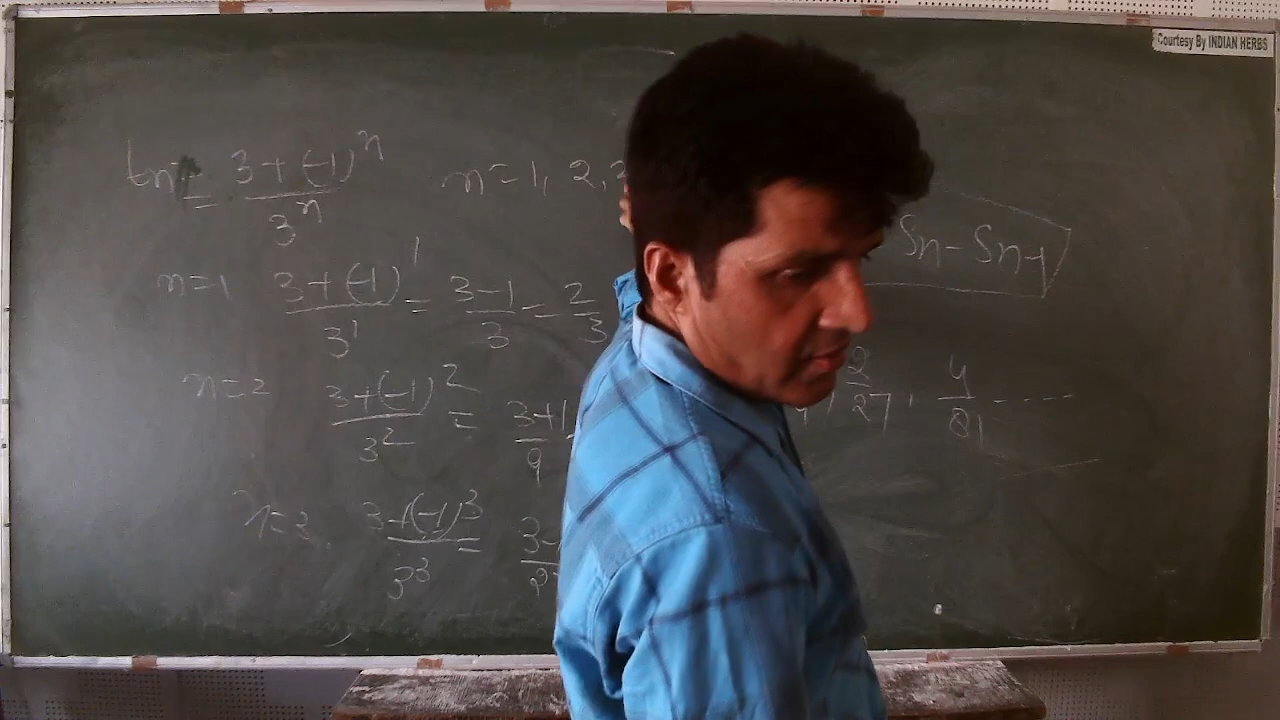 Courtesy By INDIAN HERBS
tn = 3 + (-1)^n / 3^n n = 1, 2, 3
Sn - Sn-1
n=1 3 + (-1)^1 / 3^1 = 3-1 / 3 = 2/3
n=2 3 + (-1)^2 / 3^2 = 3+1 / 9
2/27, 4/81 ----
n=3 3 + (-1)^3 / 3^3 = 3-